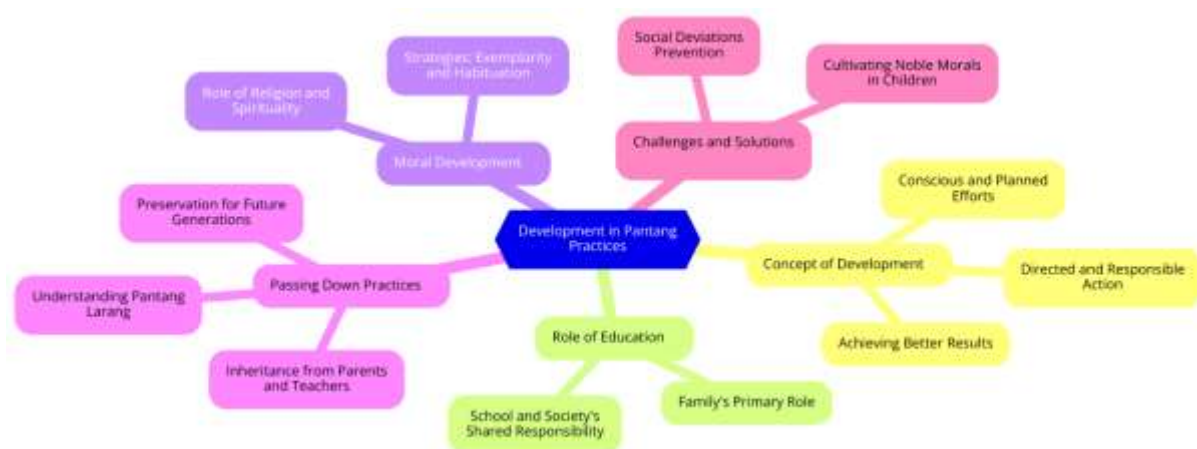 Development in Pantang
Practices
Moral Development
Strategies: Exemplarity
and Habituation
Role of Religion and
Spirituality
Challenges and Solutions
Social Deviations
Prevention
Cultivating Noble Morals
in Children
Concept of Development
Conscious and Planned
Efforts
Directed and Responsible
Action
Achieving Better Results
Role of Education
Family's Primary Role
School and Society's
Shared Responsibility
Passing Down Practices
Preservation for Future
Generations
Understanding Pantang
Larang
Inheritance from Parents
and Teachers